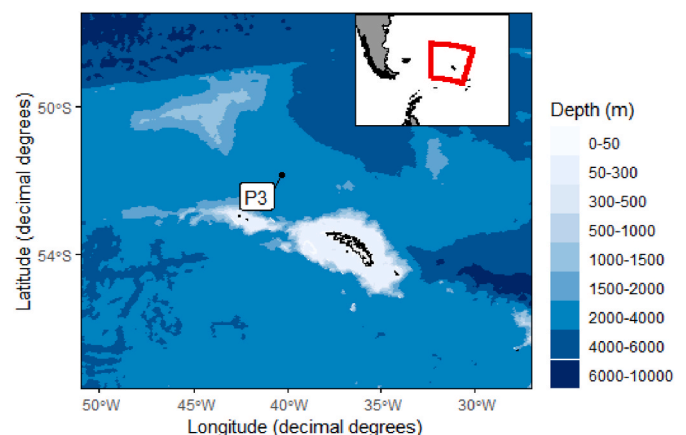 50°S
54°S
Latitude (decimal degrees)
P3
50°W
45°W
40°W
35°W
30°W
Longitude (decimal degrees)
Depth (m)
0-50
50-300
300-500
500-1000
1000-1500
1500-2000
2000-4000
4000-6000
6000-10000